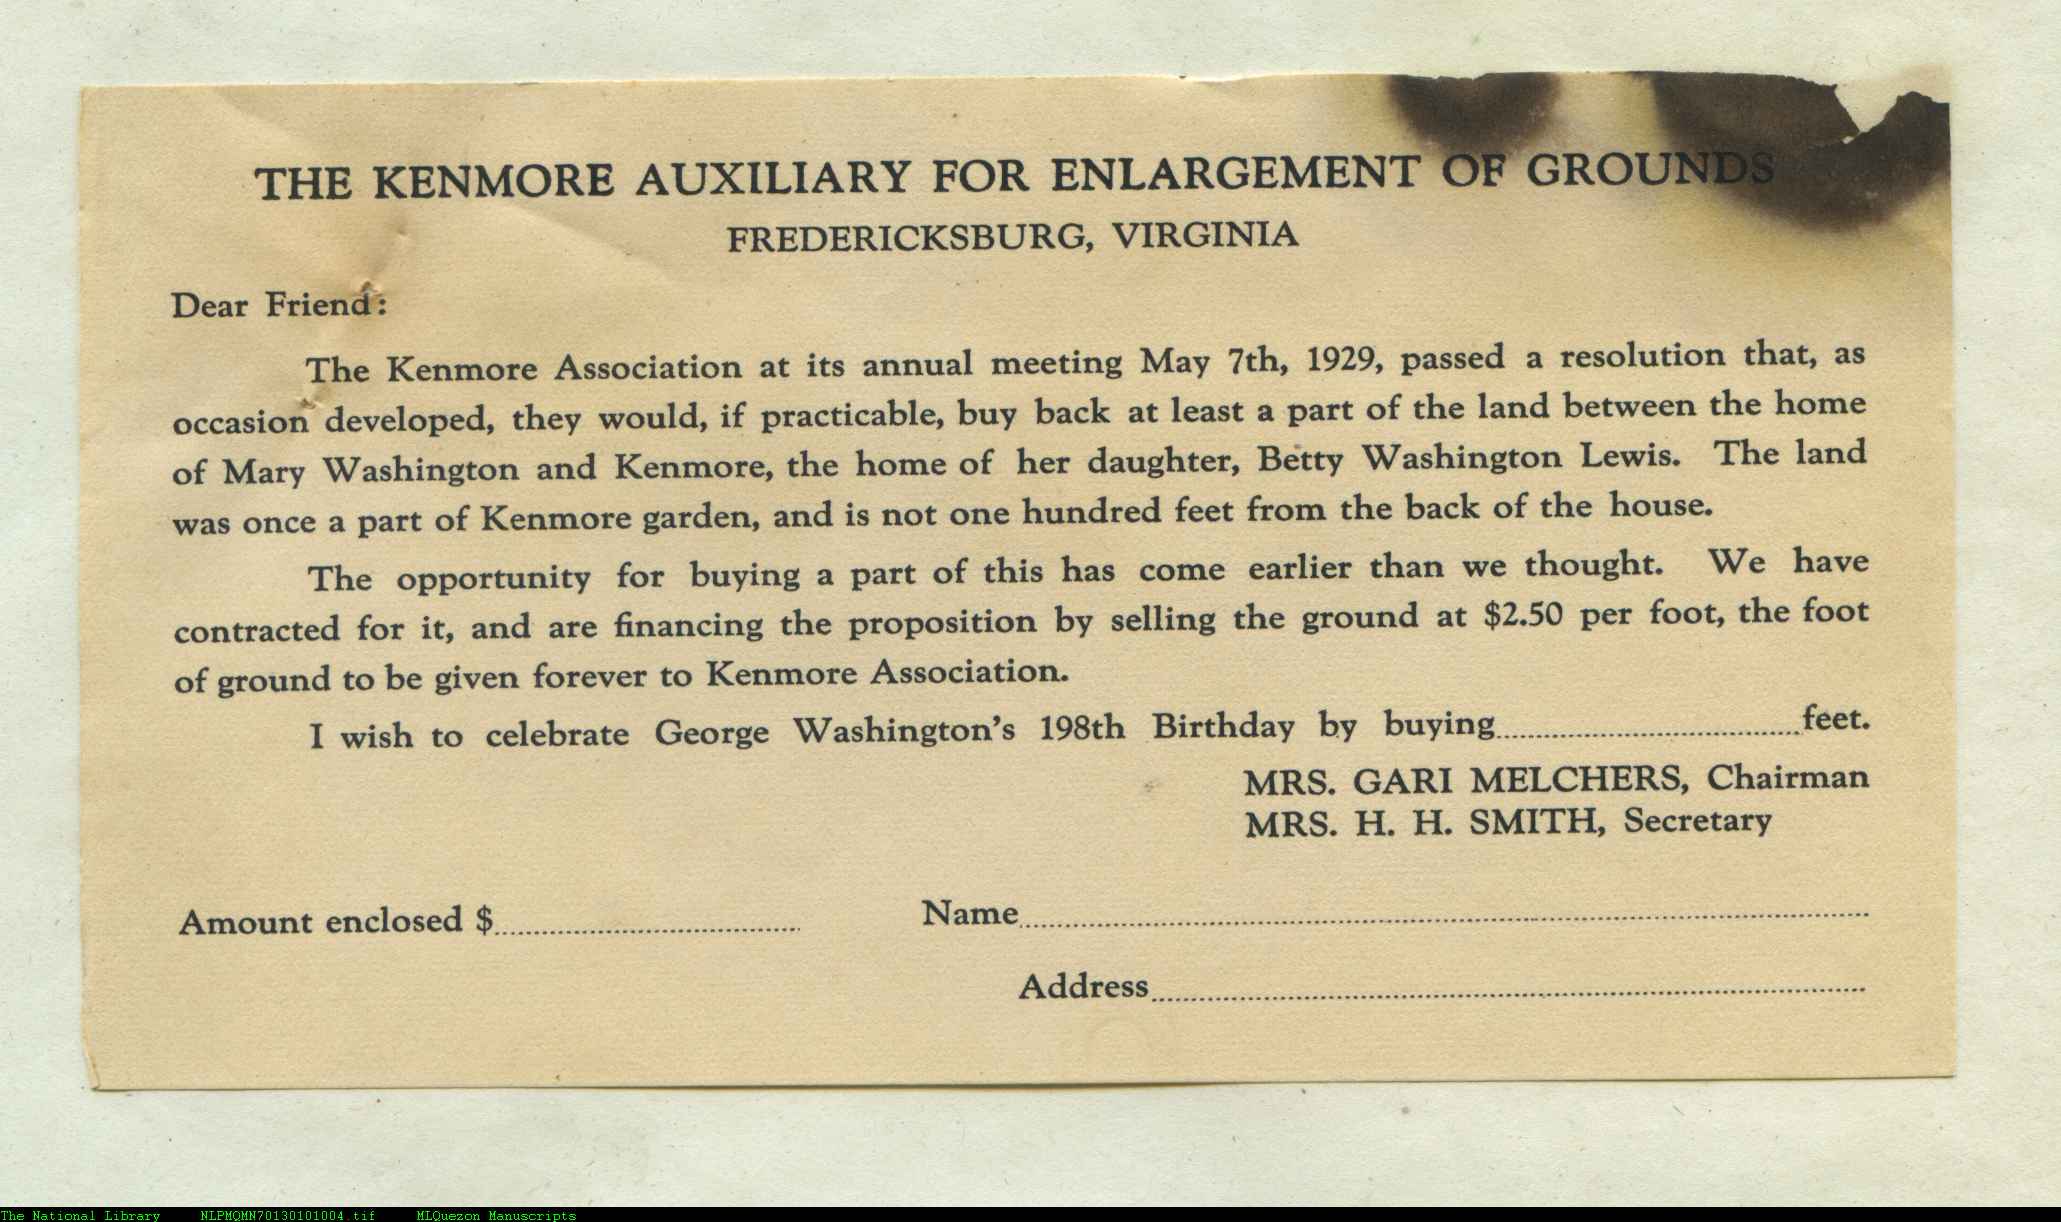 THE KENMORE AUXILIARY FOR ENLARGEMENT OF GROUNDS
FREDERICKSBURG, VIRGINIA
Dear Friend:
The Kenmore Association at its annual meeting May 7th, 1929, passed a resolution that, as
occasion developed, they would, if practicable, buy back at least a part of the land between the home
of Mary Washington and Kenmore, the home of her daughter, Betty Washington Lewis. The land
was once a part of Kenmore garden, and is not one hundred feet from the back of the house.
The opportunity for buying a part of this has come earlier than we thought. We have
contracted for it, and are financing the proposition by selling the ground at $2.50 per foot, the foot
of ground to be given forever to Kenmore Association.
I wish to celebrate George Washington's 198th Birthday by buying..............................feet.
MRS. GARI MELCHERS, Chairman
MRS. H. H. SMITH, Secretary
Amount enclosed $..............................
Name..............................
Address..............................
The National Library NLPMQMN70130101004.tif MLQuezon Manuscripts